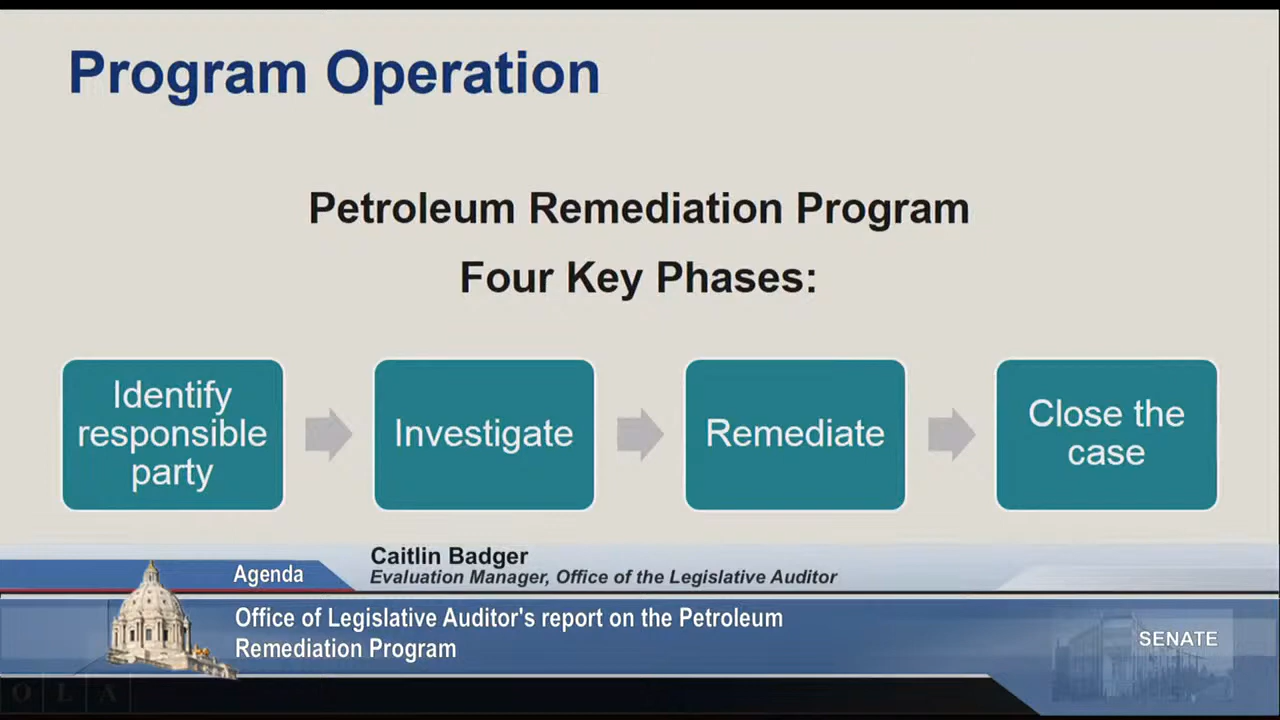 Program Operation
Petroleum Remediation Program
Four Key Phases:
Identify
responsible
party
Investigate
Remediate
Close the
case
Caitlin Badger
Evaluation Manager, Office of the Legislative Auditor
Agenda
Office of Legislative Auditor's report on the Petroleum
Remediation Program
SENATE
O L A